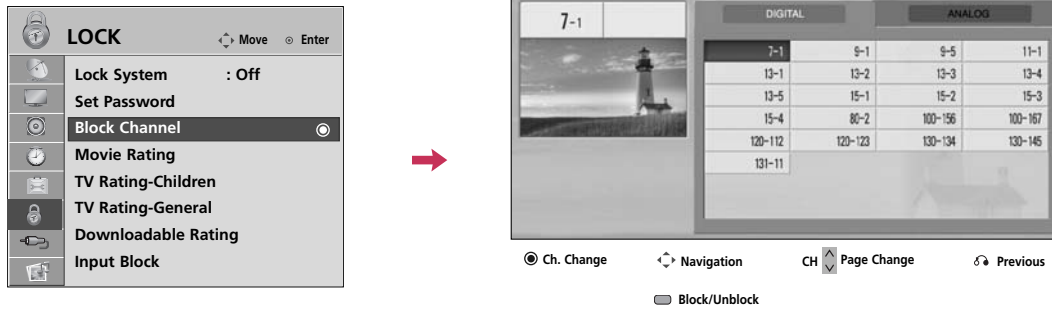 LOCK
Move Enter
Lock System : Off
Set Password
Block Channel
Movie Rating
TV Rating-Children
TV Rating-General
Downloadable Rating
Input Block
7-1
DIGITAL ANALOG
7-1 9-1 9-5 11-1
13-1 13-2 13-3 13-4
13-5 15-1 15-2 15-3
15-4 80-2 100-156 100-167
120-112 120-123 130-134 130-145
131-11
Ch. Change Navigation CH Page Change Previous
Block/Unblock